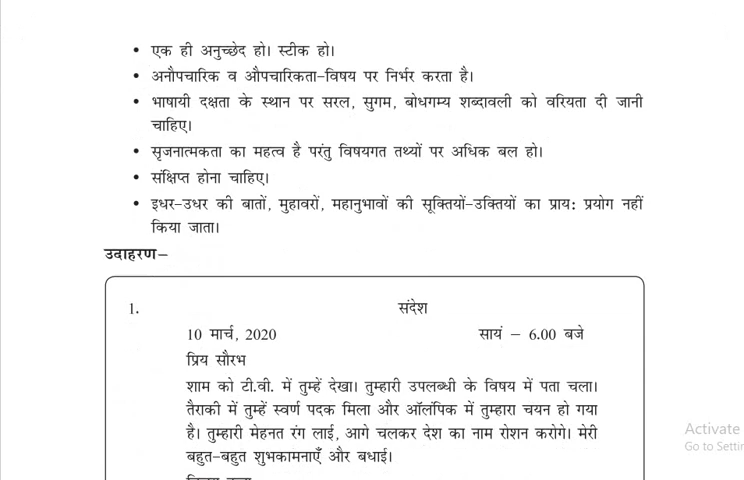 • एक ही अनुच्छेद हो। स्टीक हो।
• अनौपचारिक व औपचारिकता-विषय पर निर्भर करता है।
• भाषायी दक्षता के स्थान पर सरल, सुगम, बोधगम्य शब्दावली को वरियता दी जानी
चाहिए।
• सृजनात्मकता का महत्व है परंतु विषयगत तथ्यों पर अधिक बल हो।
• संक्षिप्त होना चाहिए।
• इधर-उधर की बातों, मुहावरों, महानुभावों की सूक्तियों-उक्तियों का प्राय: प्रयोग नहीं
किया जाता।
उदाहरण–
1. संदेश
10 मार्च, 2020 सायं – 6.00 बजे
प्रिय सौरभ
शाम को टी.वी. में तुम्हें देखा। तुम्हारी उपलब्धी के विषय में पता चला।
तैराकी में तुम्हें स्वर्ण पदक मिला और ऑलंपिक में तुम्हारा चयन हो गया
है। तुम्हारी मेहनत रंग लाई, आगे चलकर देश का नाम रोशन करोगे। मेरी
बहुत-बहुत शुभकामनाएँ और बधाई।
Activate
Go to Settin